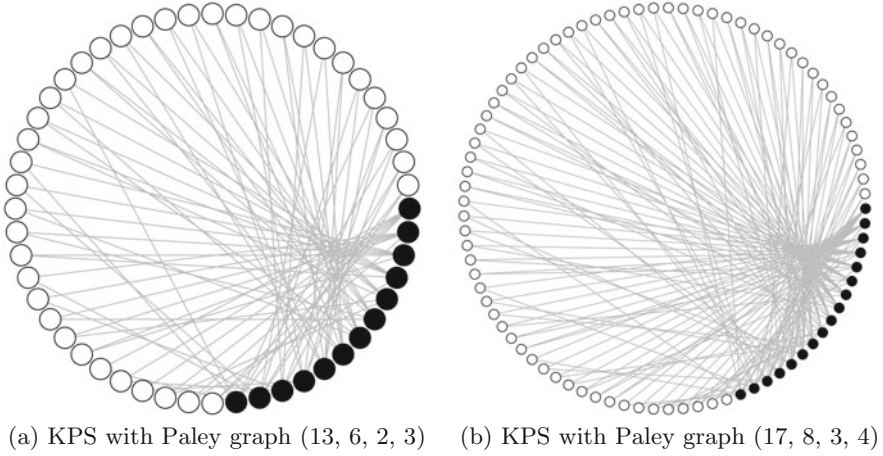 (a) KPS with Paley graph (13, 6, 2, 3)
(b) KPS with Paley graph (17, 8, 3, 4)